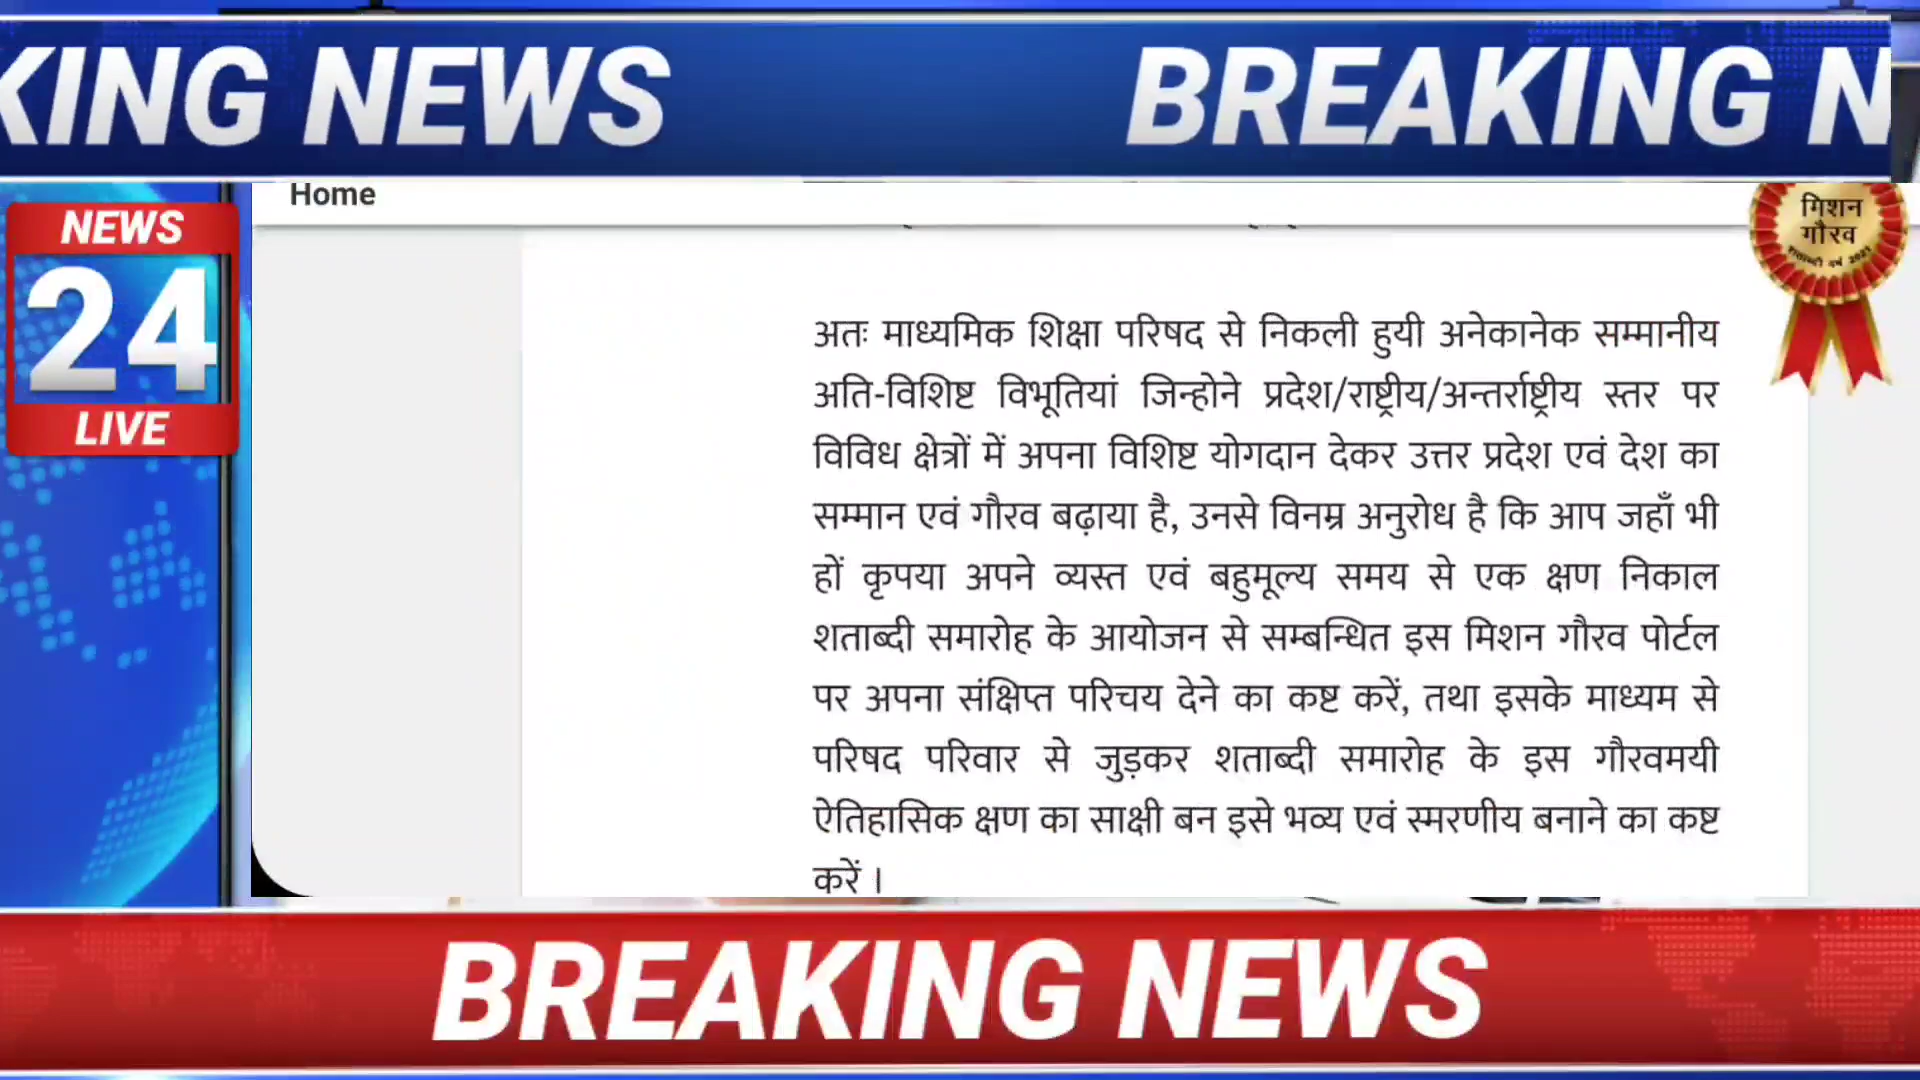 KING NEWS
BREAKING N
Home
NEWS
24
LIVE
मिशन
गौरव
शताब्दी वर्ष 2021
अतः माध्यमिक शिक्षा परिषद से निकली हुयी अनेकानेक सम्मानीय
अति-विशिष्ट विभूतियां जिन्होने प्रदेश/राष्ट्रीय/अन्तर्राष्ट्रीय स्तर पर
विविध क्षेत्रों में अपना विशिष्ट योगदान देकर उत्तर प्रदेश एवं देश का
सम्मान एवं गौरव बढ़ाया है, उनसे विनम्र अनुरोध है कि आप जहाँ भी
हों कृपया अपने व्यस्त एवं बहुमूल्य समय से एक क्षण निकाल
शताब्दी समारोह के आयोजन से सम्बन्धित इस मिशन गौरव पोर्टल
पर अपना संक्षिप्त परिचय देने का कष्ट करें, तथा इसके माध्यम से
परिषद परिवार से जुड़कर शताब्दी समारोह के इस गौरवमयी
ऐतिहासिक क्षण का साक्षी बन इसे भव्य एवं स्मरणीय बनाने का कष्ट
करें ।
BREAKING NEWS